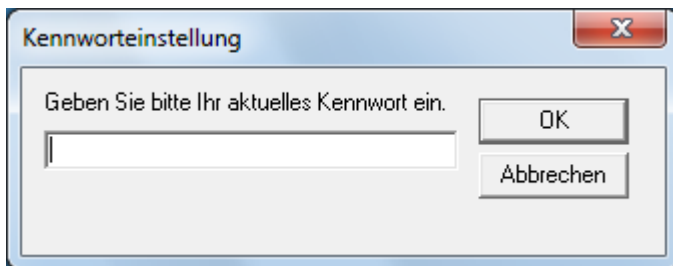 Kennworteinstellung
Geben Sie bitte Ihr aktuelles Kennwort ein.
OK
Abbrechen